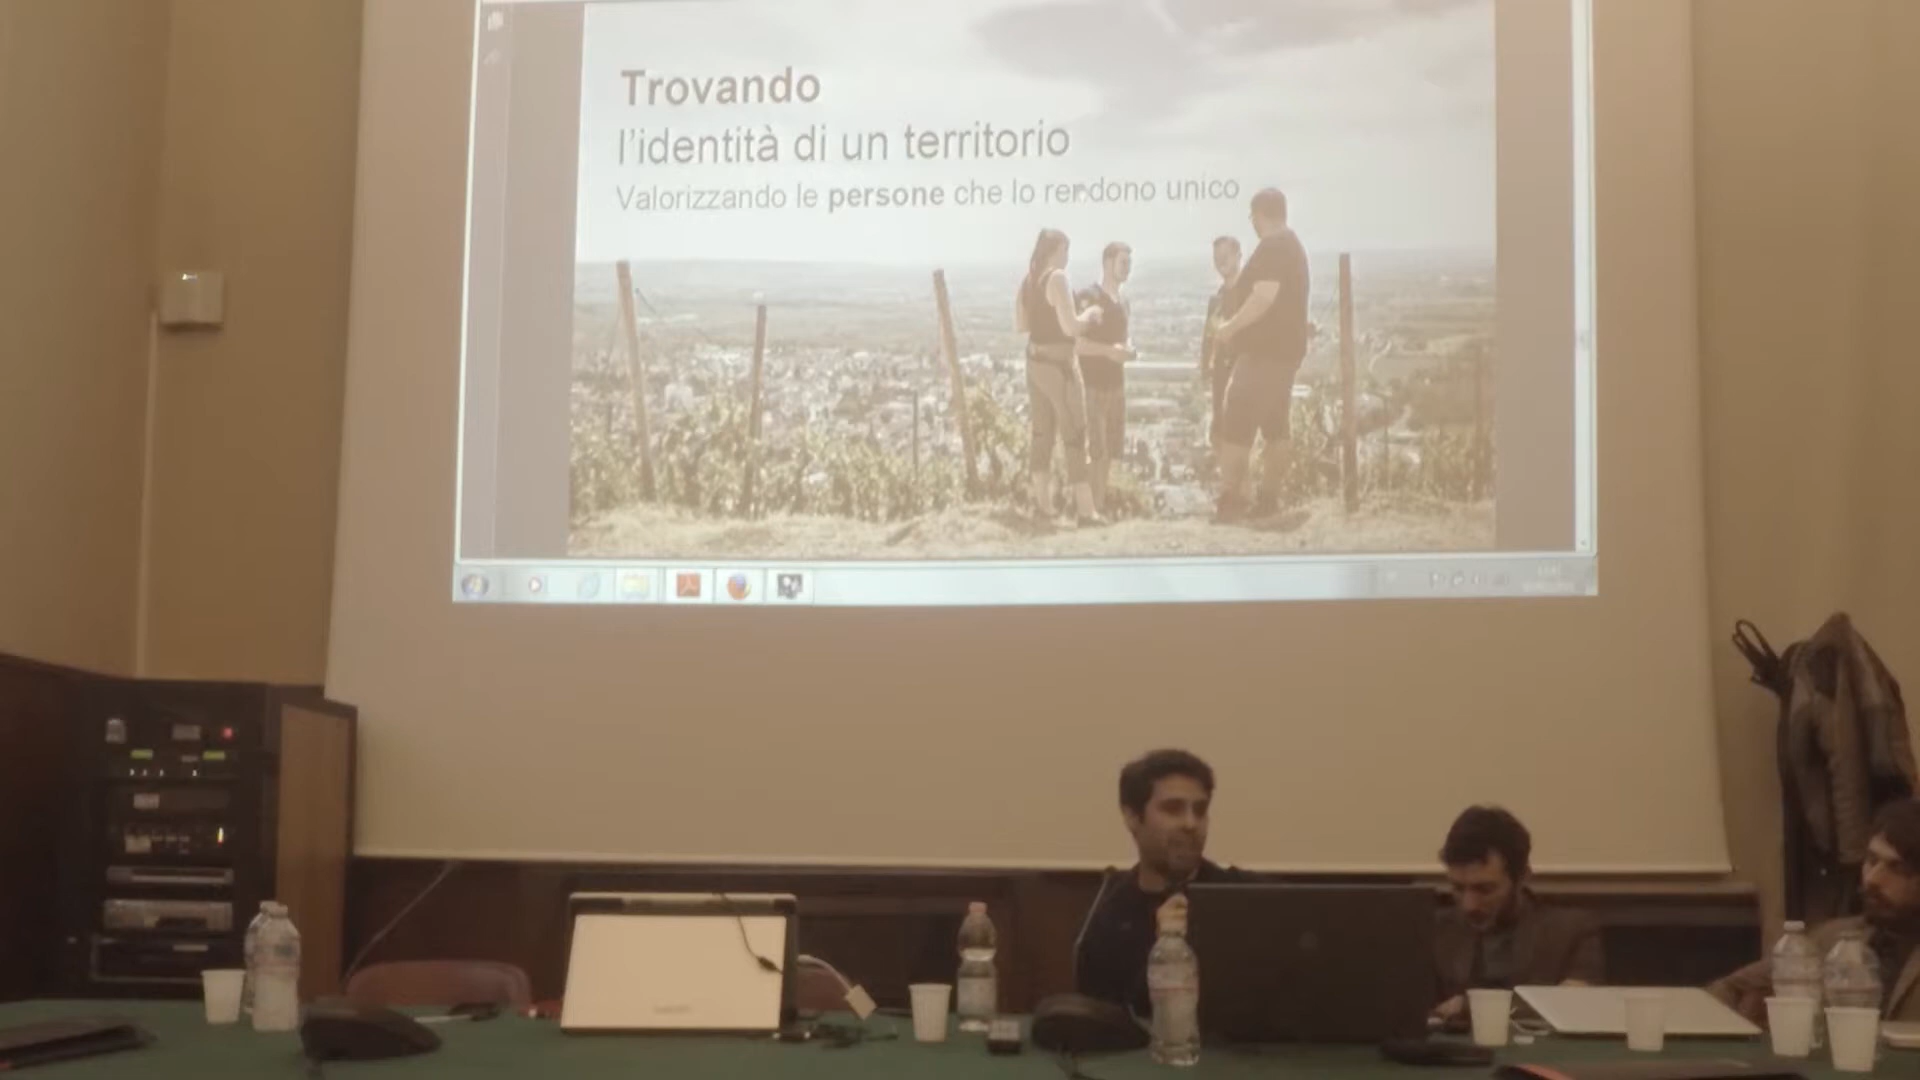 Trovando
l'identità di un territorio
Valorizzando le persone che lo rendono unico